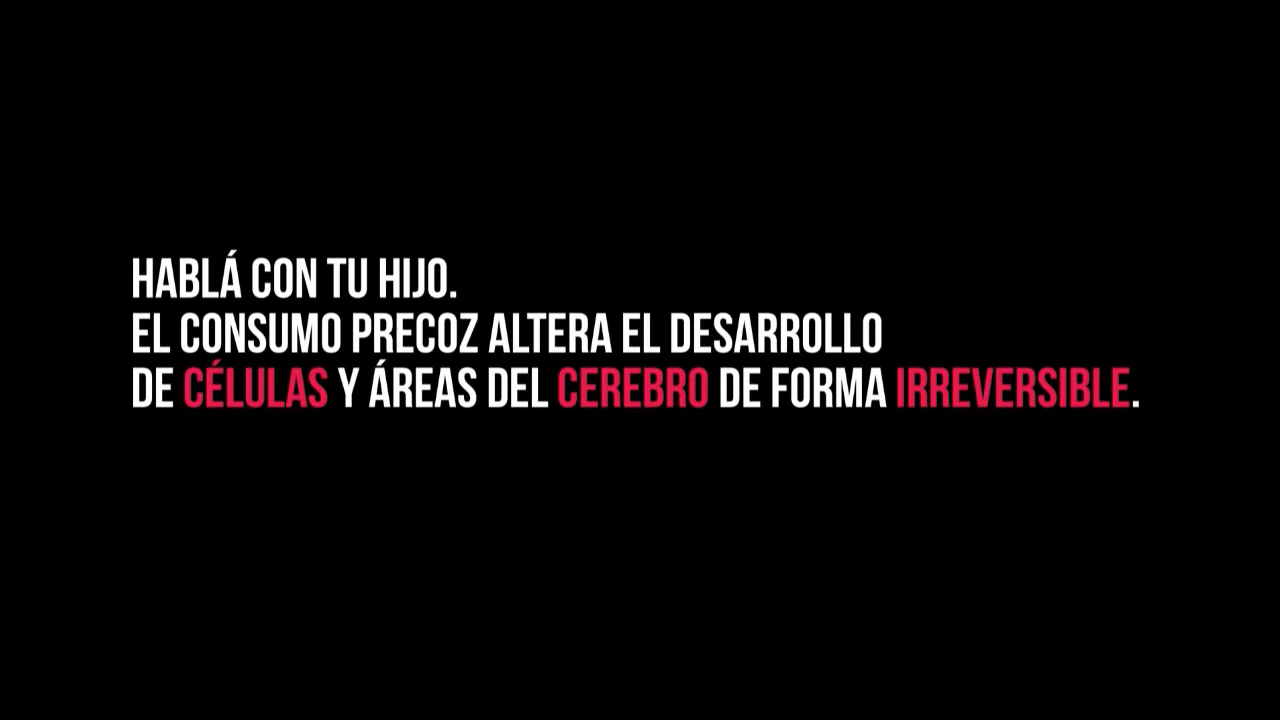 HABLÁ CON TU HIJO.
EL CONSUMO PRECOZ ALTERA EL DESARROLLO
DE CÉLULAS Y ÁREAS DEL CEREBRO DE FORMA IRREVERSIBLE.